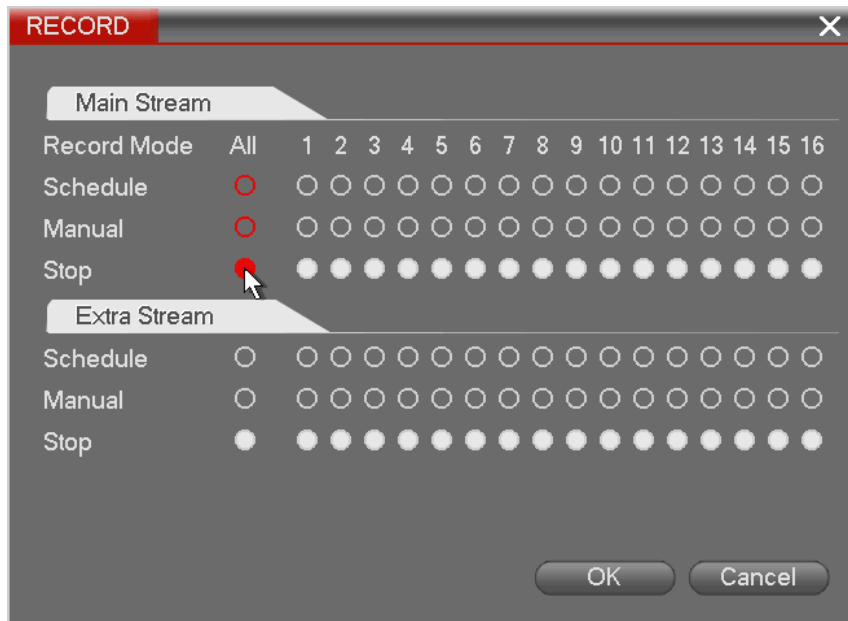 RECORD
Main Stream
Record Mode All 1 2 3 4 5 6 7 8 9 10 11 12 13 14 15 16
Schedule
Manual
Stop
Extra Stream
Schedule
Manual
Stop
OK Cancel